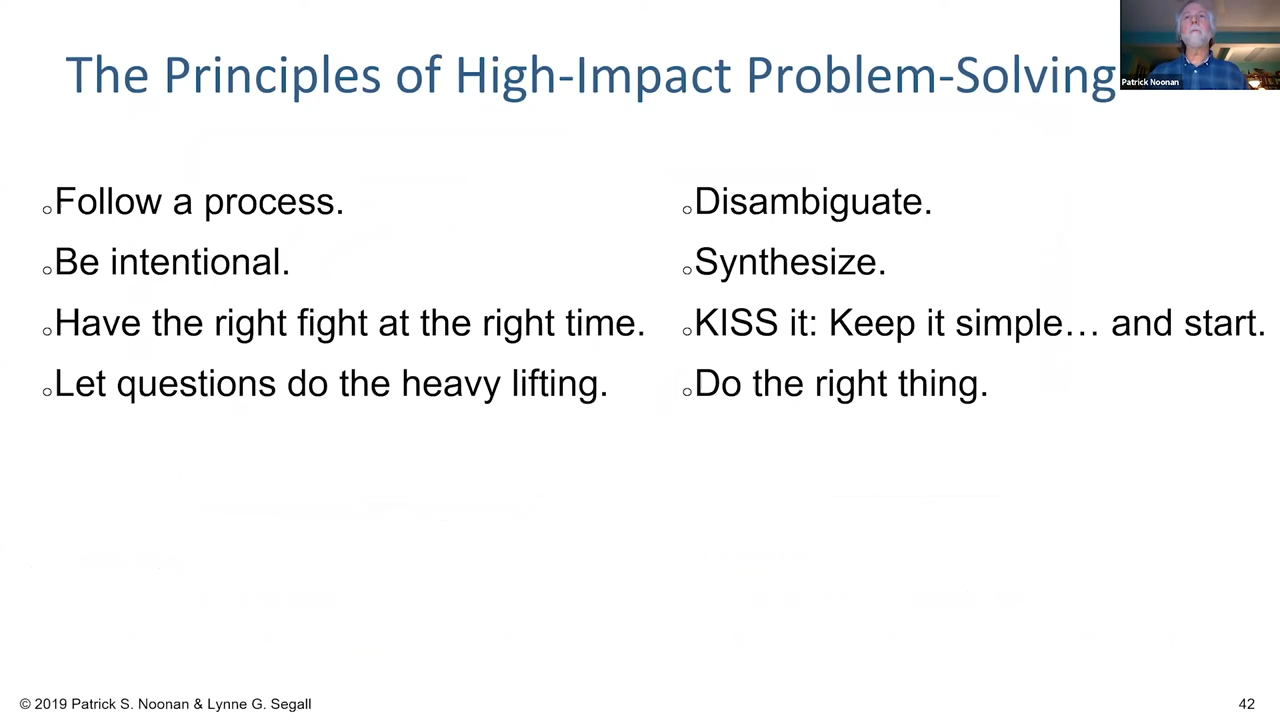 The Principles of High-Impact Problem-Solving
Patrick Noonan
Follow a process.
Be intentional.
Have the right fight at the right time.
Let questions do the heavy lifting.
Disambiguate.
Synthesize.
KISS it: Keep it simple… and start.
Do the right thing.
© 2019 Patrick S. Noonan & Lynne G. Segall
42